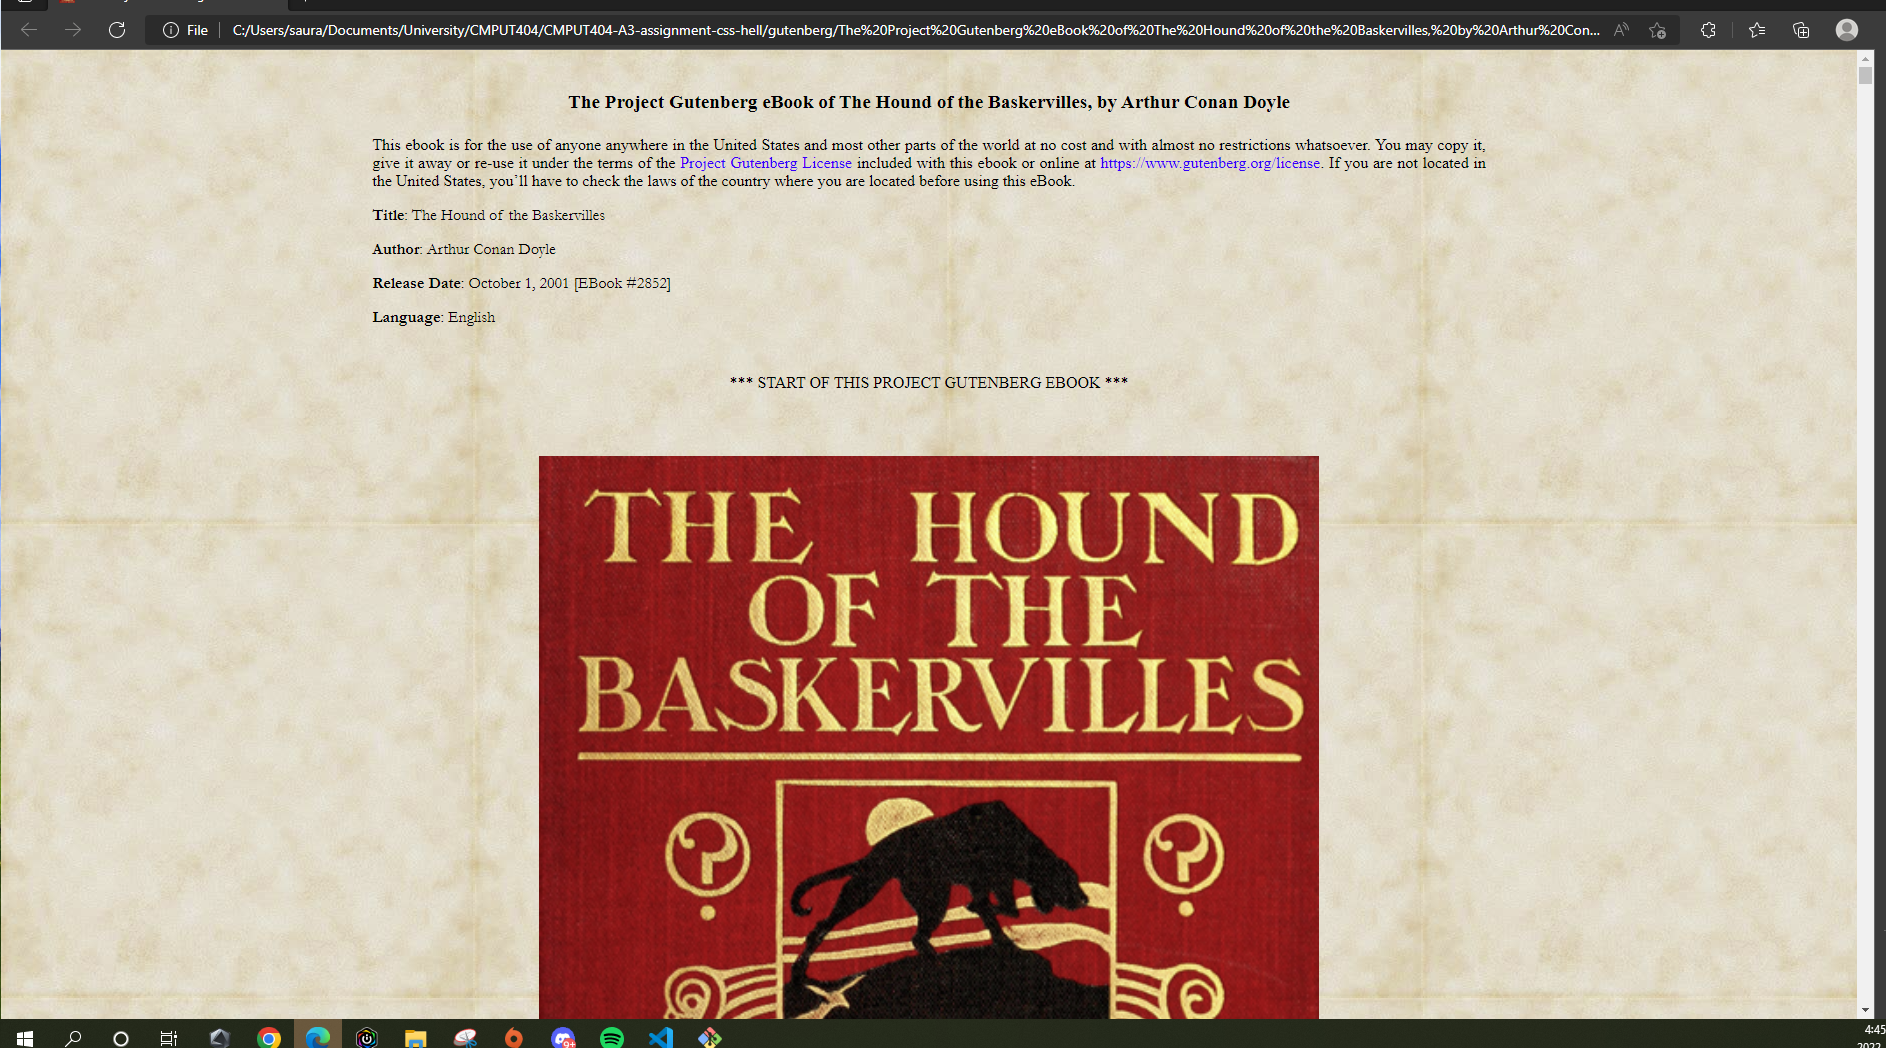 File
C:/Users/saura/Documents/University/CMPUT404/CMPUT404-A3-assignment-css-hell/gutenberg/The%20Project%20Gutenberg%20eBook%20of%20The%20Hound%20of%20the%20Baskervilles,%20by%20Arthur%20Con...
The Project Gutenberg eBook of The Hound of the Baskervilles, by Arthur Conan Doyle
This ebook is for the use of anyone anywhere in the United States and most other parts of the world at no cost and with almost no restrictions whatsoever. You may copy it,
give it away or re-use it under the terms of the Project Gutenberg License included with this ebook or online at https://www.gutenberg.org/license. If you are not located in
the United States, you’ll have to check the laws of the country where you are located before using this eBook.
Title: The Hound of the Baskervilles
Author: Arthur Conan Doyle
Release Date: October 1, 2001 [EBook #2852]
Language: English
*** START OF THIS PROJECT GUTENBERG EBOOK ***
THE HOUND
OF THE
BASKERVILLES
?
?
9+
4:45
2022